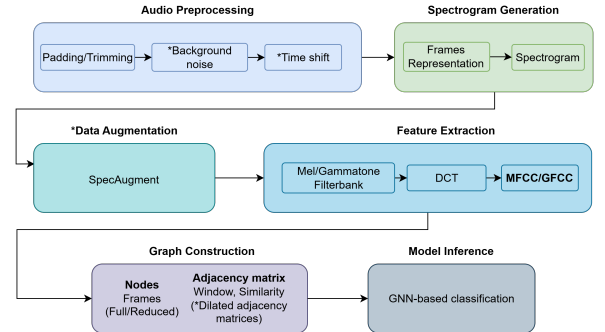 Audio Preprocessing
Spectrogram Generation
Padding/Trimming
*Background
noise
*Time shift
Frames
Representation
Spectrogram
*Data Augmentation
Feature Extraction
SpecAugment
Mel/Gammatone
Filterbank
DCT
MFCC/GFCC
Graph Construction
Model Inference
Nodes
Frames
(Full/Reduced)
Adjacency matrix
Window, Similarity
(*Dilated adjacency
matrices)
GNN-based classification